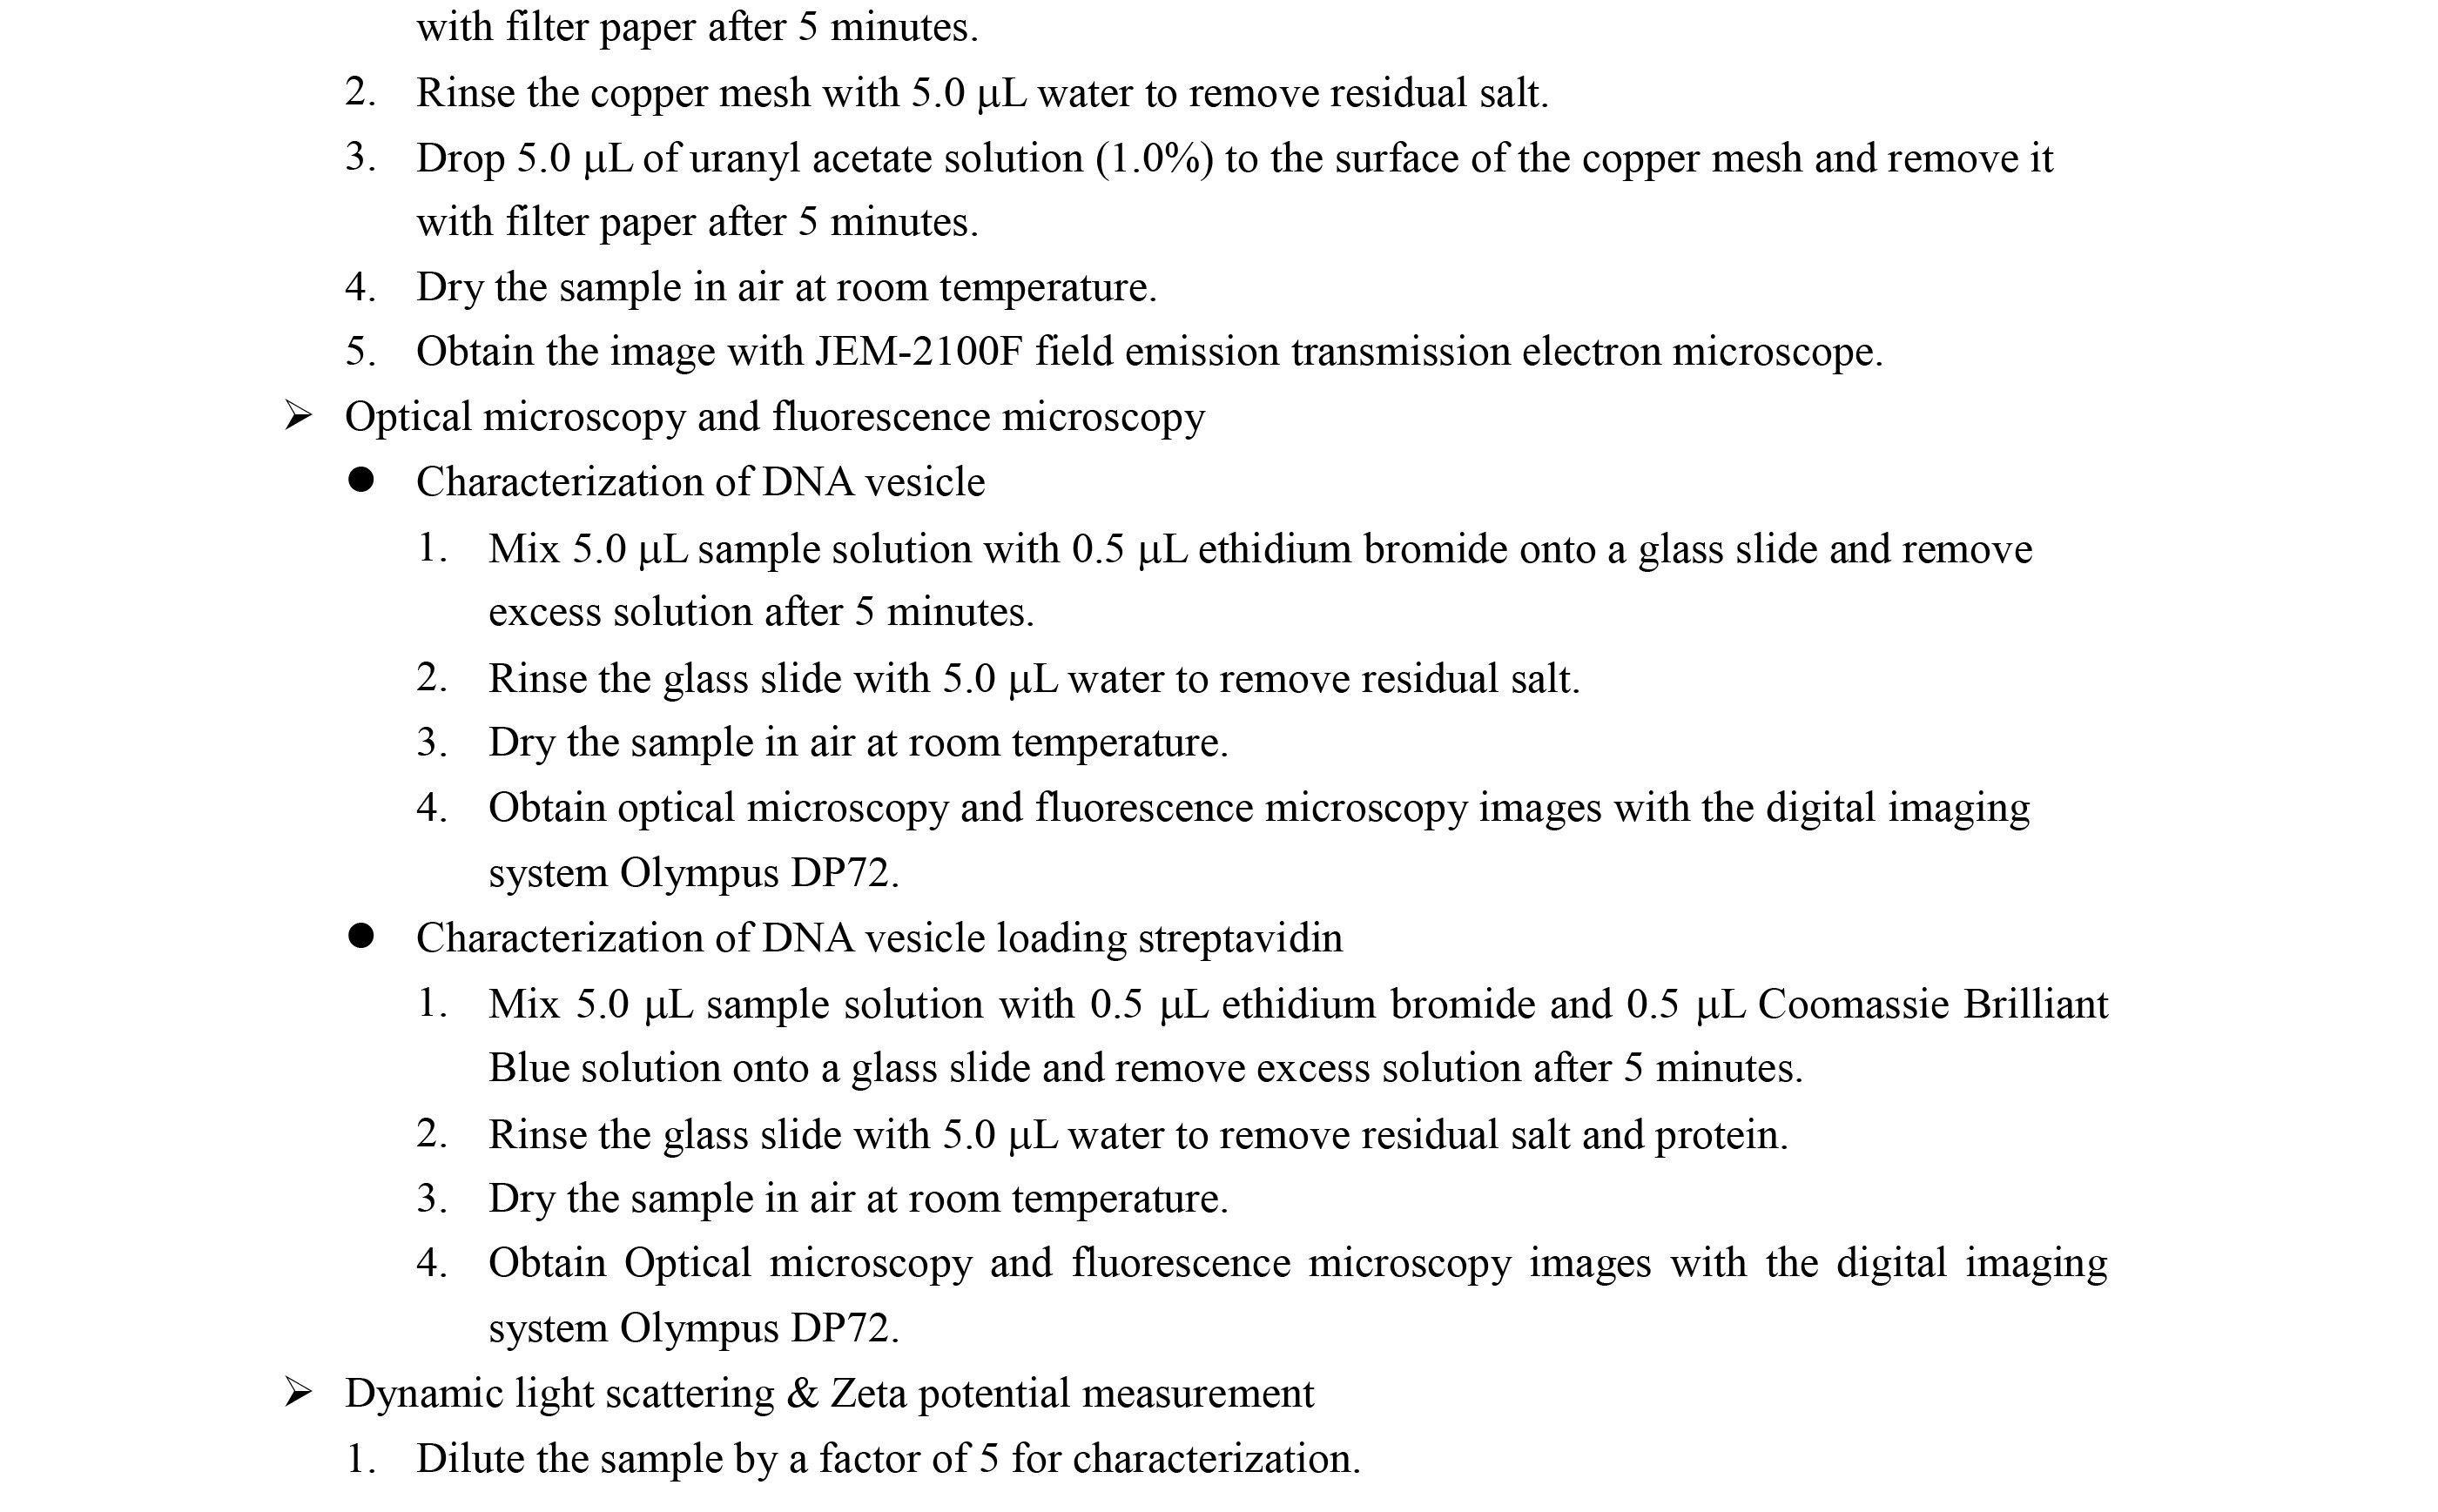 with filter paper after 5 minutes.
2. Rinse the copper mesh with 5.0 μL water to remove residual salt.
3. Drop 5.0 μL of uranyl acetate solution (1.0%) to the surface of the copper mesh and remove it
with filter paper after 5 minutes.
4. Dry the sample in air at room temperature.
5. Obtain the image with JEM-2100F field emission transmission electron microscope.
➢ Optical microscopy and fluorescence microscopy
● Characterization of DNA vesicle
1. Mix 5.0 μL sample solution with 0.5 μL ethidium bromide onto a glass slide and remove
excess solution after 5 minutes.
2. Rinse the glass slide with 5.0 μL water to remove residual salt.
3. Dry the sample in air at room temperature.
4. Obtain optical microscopy and fluorescence microscopy images with the digital imaging
system Olympus DP72.
● Characterization of DNA vesicle loading streptavidin
1. Mix 5.0 μL sample solution with 0.5 μL ethidium bromide and 0.5 μL Coomassie Brilliant
Blue solution onto a glass slide and remove excess solution after 5 minutes.
2. Rinse the glass slide with 5.0 μL water to remove residual salt and protein.
3. Dry the sample in air at room temperature.
4. Obtain Optical microscopy and fluorescence microscopy images with the digital imaging
system Olympus DP72.
➢ Dynamic light scattering & Zeta potential measurement
1. Dilute the sample by a factor of 5 for characterization.